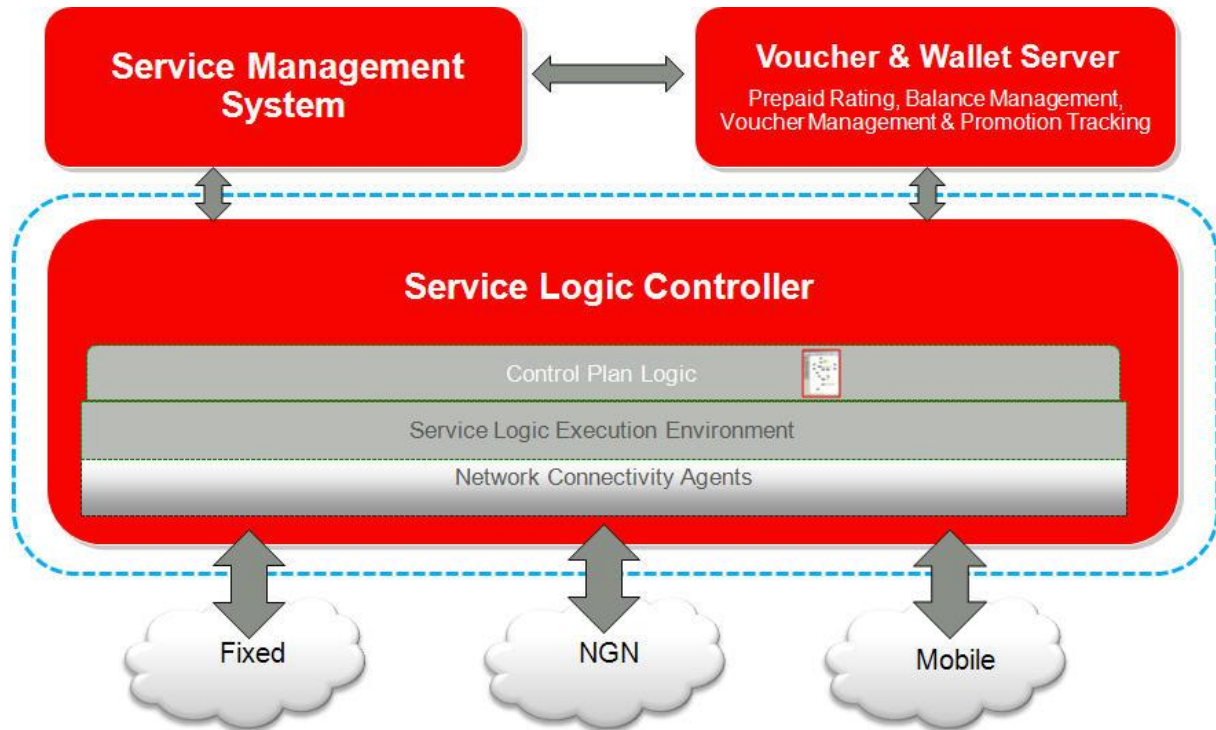 Service Management
System
Voucher & Wallet Server
Prepaid Rating, Balance Management,
Voucher Management & Promotion Tracking
Service Logic Controller
Control Plan Logic
Service Logic Execution Environment
Network Connectivity Agents
Fixed
NGN
Mobile